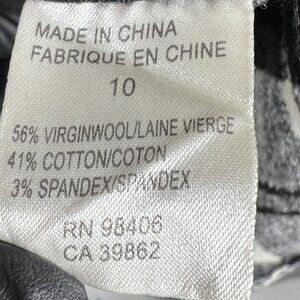 MADE IN CHINA
FABRIQUE EN CHINE
10
56% VIRGINWOOL/LAINE VIERGE
41% COTTON/COTON
3% SPANDEX/SPANDEX
RN 98406
CA 39862